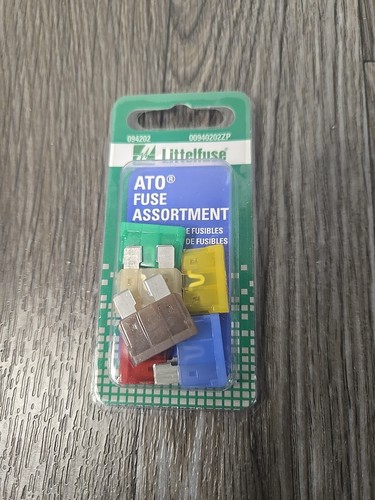 094202 00940202ZP
Littelfuse®
ATO®
FUSE
ASSORTMENT
E FUSIBLES
DE FUSIBLES